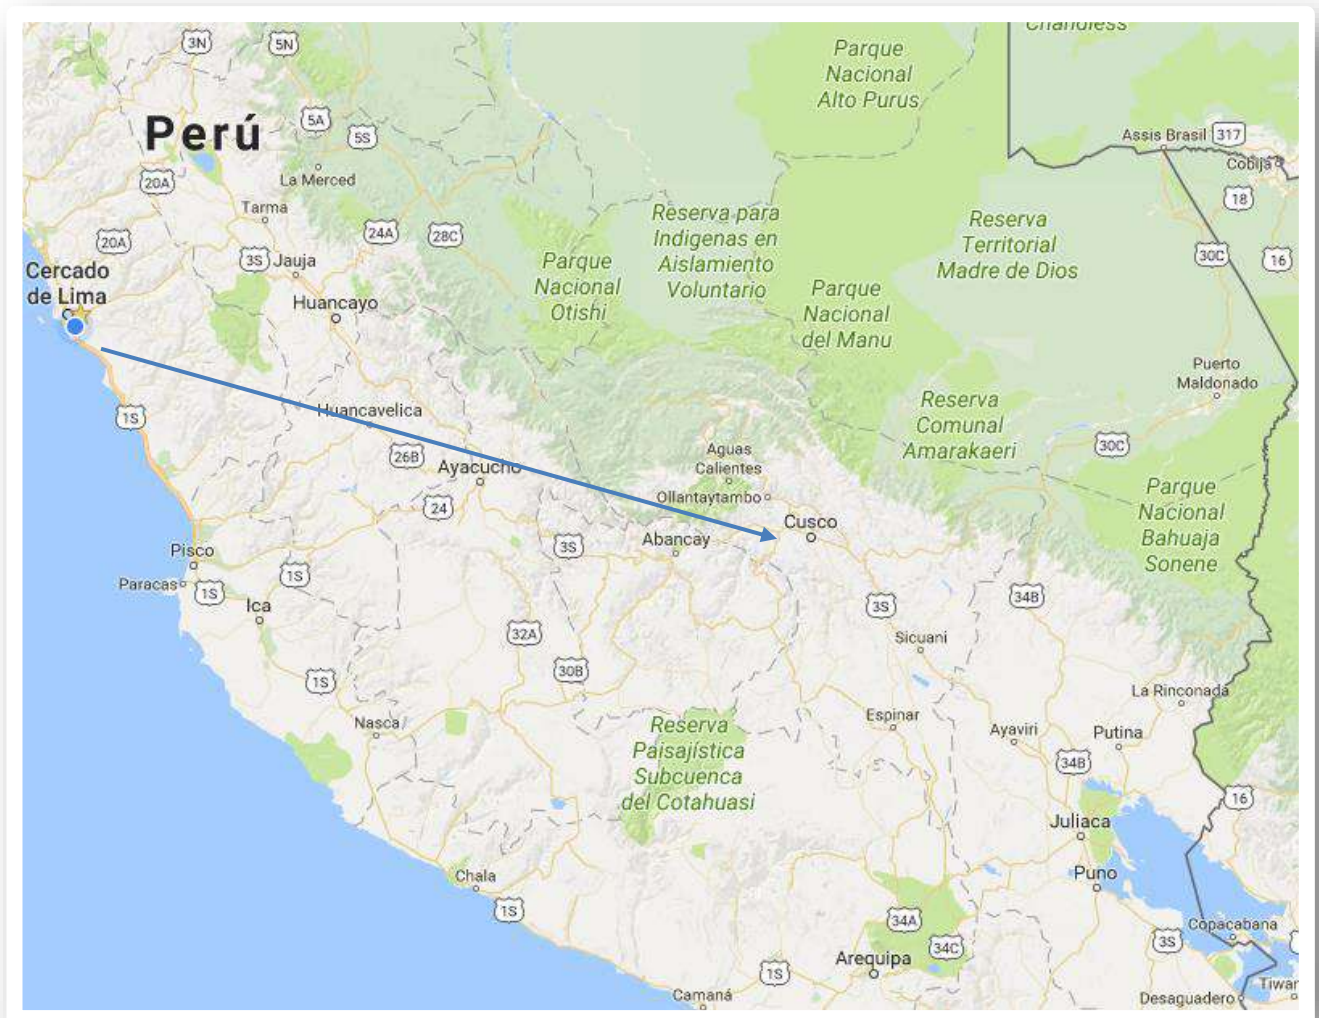 Chandless
3N
5N
Parque
Nacional
Alto Purus
5A
Perú
5S
Assis Brasil
317
Cobija
La Merced
20A
18
Tarma
Reserva para
Indigenas en
Aislamiento
Voluntario
Reserva
Territorial
Madre de Dios
24A
28C
20A
3S
Jauja
30C
16
Parque
Nacional
Otishi
Cercado
de Lima
Huancayo
Parque
Nacional
del Manu
Puerto
Maldonado
1S
Huancavelica
Reserva
Comunal
Amarakaeri
30C
26B
Ayacucho
Aguas
Calientes
Ollantaytambo
Parque
Nacional
Bahuaja
Sonene
24
Cusco
3S
Abancay
Pisco
Paracas
1S
1S
Ica
34B
3S
32A
Sicuani
30B
1S
La Rinconada
Nasca
Espinar
Ayaviri
Putina
Reserva
Paisajística
Subcuenca
del Cotahuasi
34B
16
Juliaca
Chala
Puno
1S
34A
Copacabana
34C
3S
Arequipa
1S
Camaná
Desaguadero
Tiwan